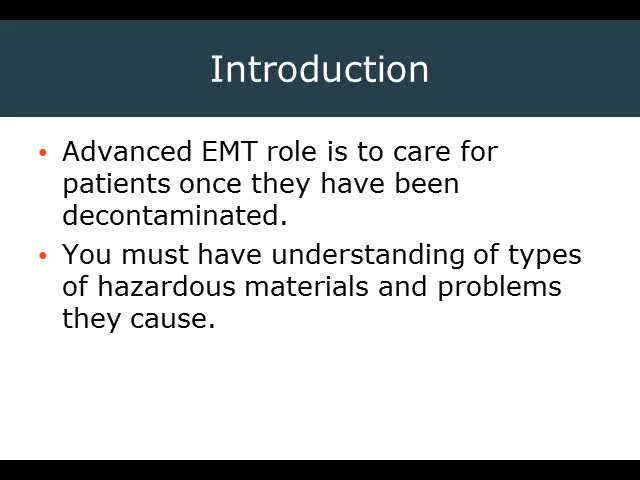 Introduction
• Advanced EMT role is to care for
patients once they have been
decontaminated.
• You must have understanding of types
of hazardous materials and problems
they cause.